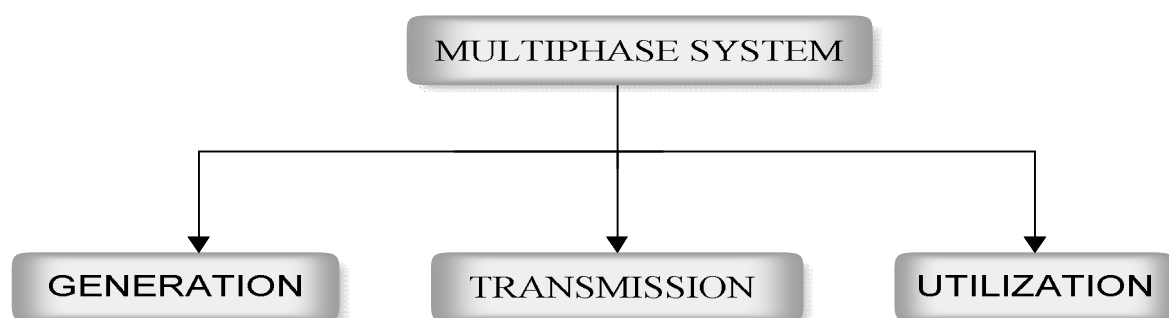 MULTIPHASE SYSTEM
GENERATION
TRANSMISSION
UTILIZATION